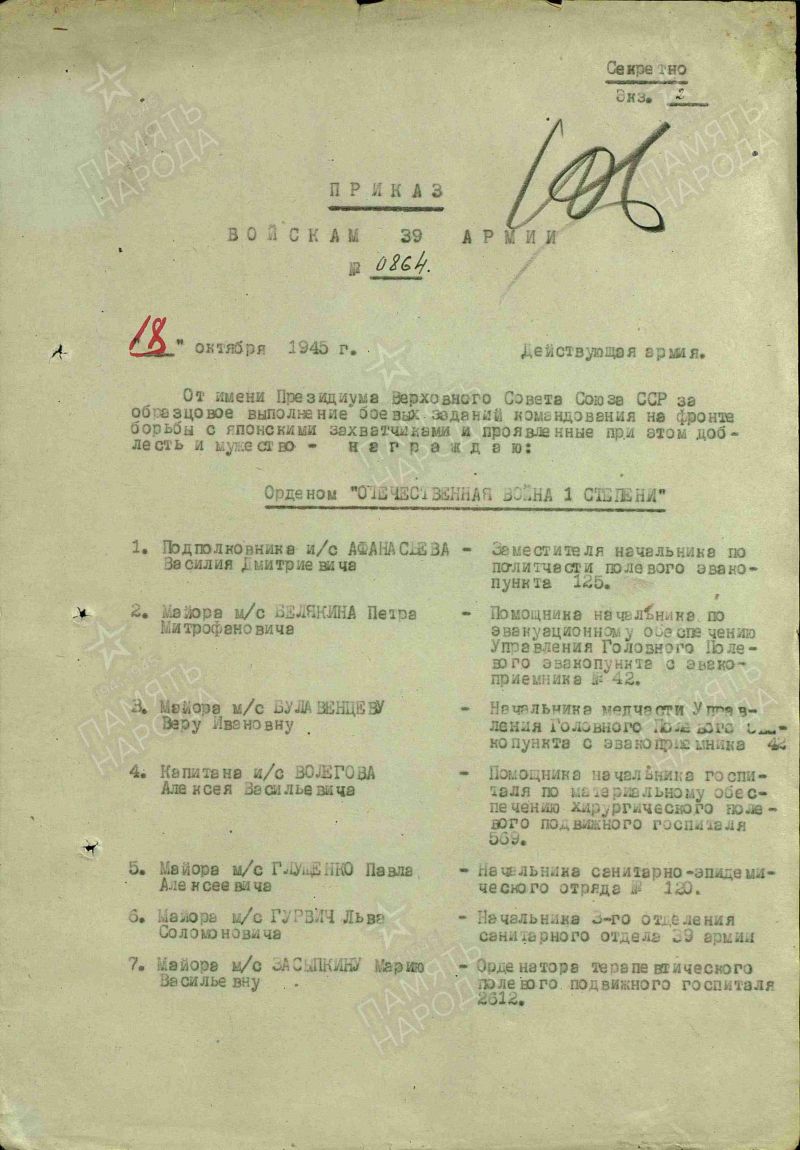 Секретно
Экз. 2
ПРИКАЗ
ВОЙСКАМ 39 АРМИИ
№ 0864.
"18" октября 1945 г. Действующая армия.
От имени Президиума Верховного Совета Союза ССР за
образцовое выполнение боевых заданий командования на фронте
борьбы с японскими захватчиками и проявленные при этом доб-
лесть и мужество - награждаю:
Орденом "ОТЕЧЕСТВЕННАЯ ВОЙНА 1 СТЕПЕНИ"
1. Подполковника и/с АФАНАСЬЕВА - Заместителя начальника по
Василия Дмитриевича политчасти полевого эвако-
пункта 125.
2. Майора м/с БЕЛЯКИНА Петра - Помощника начальника по
Митрофановича эвакуационному обеспечению
Управления Головного Поле-
вого эвакопункта с эвако-
приемника № 42.
3. Майора м/с БУЛАВЕНЦЕВУ - Начальника медчасти Управ-
Веру Ивановну ления Головного Полевого эва-
копункта с эвакоприемника 42
4. Капитана и/с ВОЛЕГОВА - Помощника начальника госпи-
Алексея Васильевича таля по материальному обес-
печению хирургического поле-
вого подвижного госпиталя
569.
5. Майора м/с ГЛУЩЕНКО Павла - Начальника санитарно-эпидеми-
Алексеевича ческого отряда № 120.
6. Майора м/с ГУРВИЧ Льва - Начальника 3-го отделения
Соломоновича санитарного отдела 39 армии
7. Майора м/с ЗАСЫПКИНУ Марию - Ординатора терапевтического
Васильевну полевого подвижного госпиталя
2612.
ПАМЯТЬ
НАРОДА